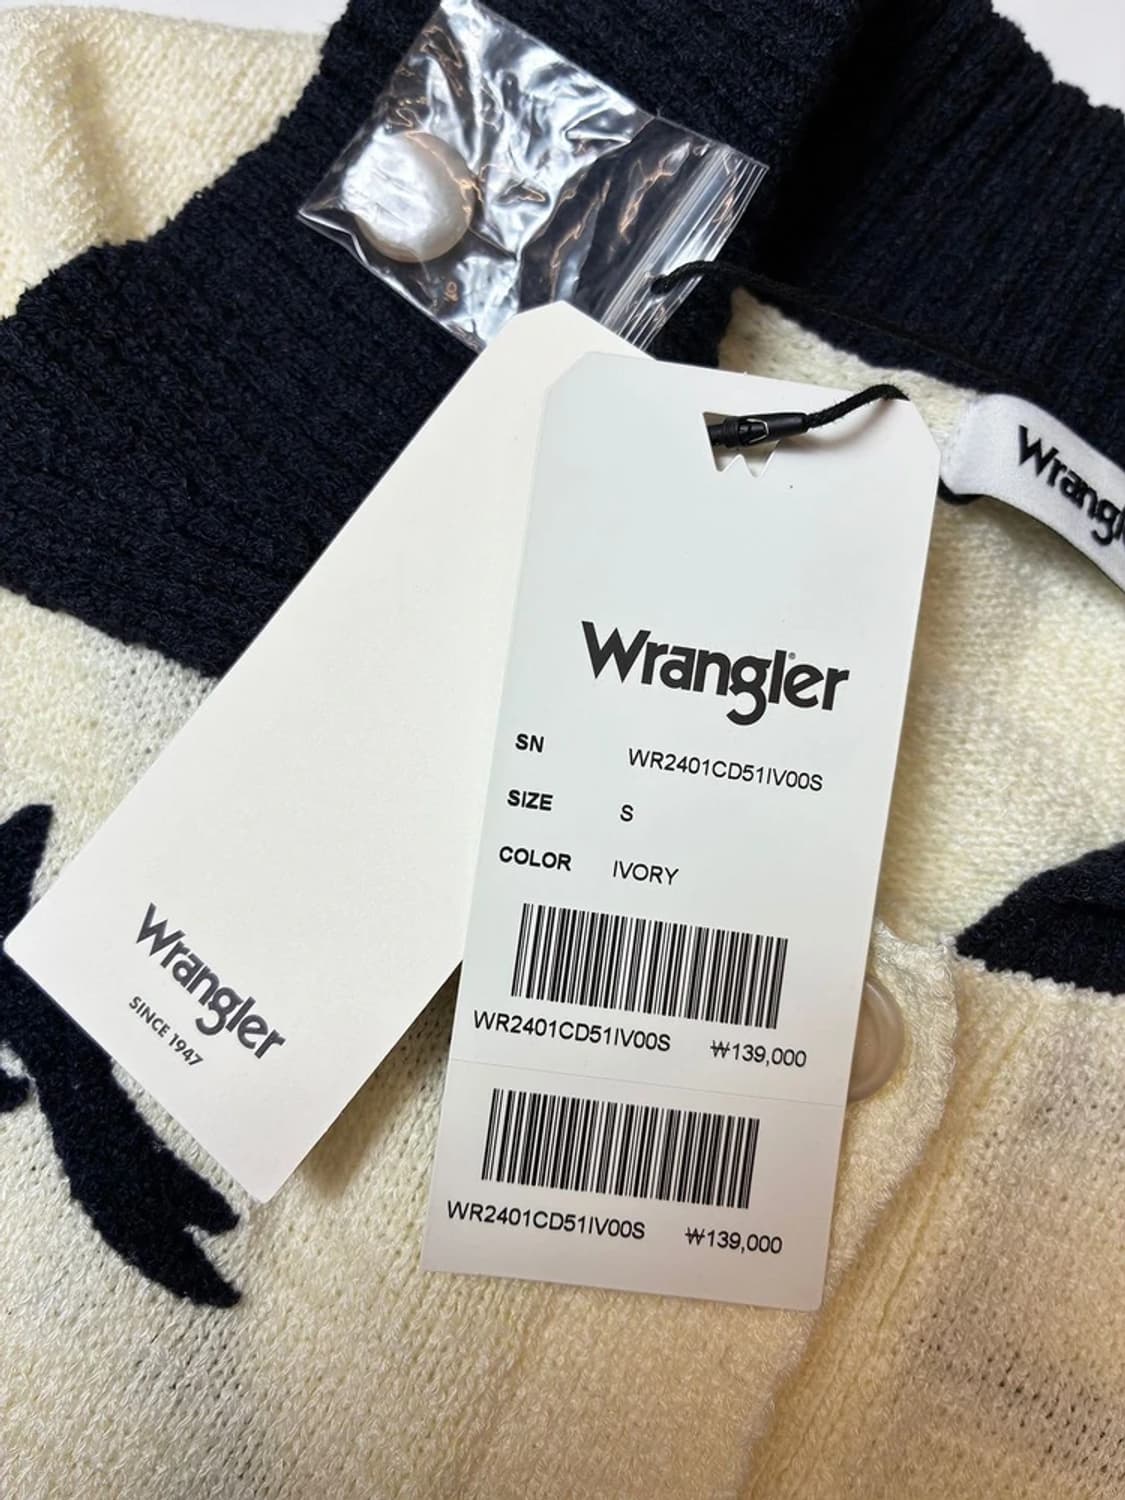 Wrangler
Wrangler®
SN WR2401CD51IV00S
SIZE S
COLOR IVORY
WR2401CD51IV00S ₩139,000
WR2401CD51IV00S ₩139,000
Wrangler
SINCE 1947